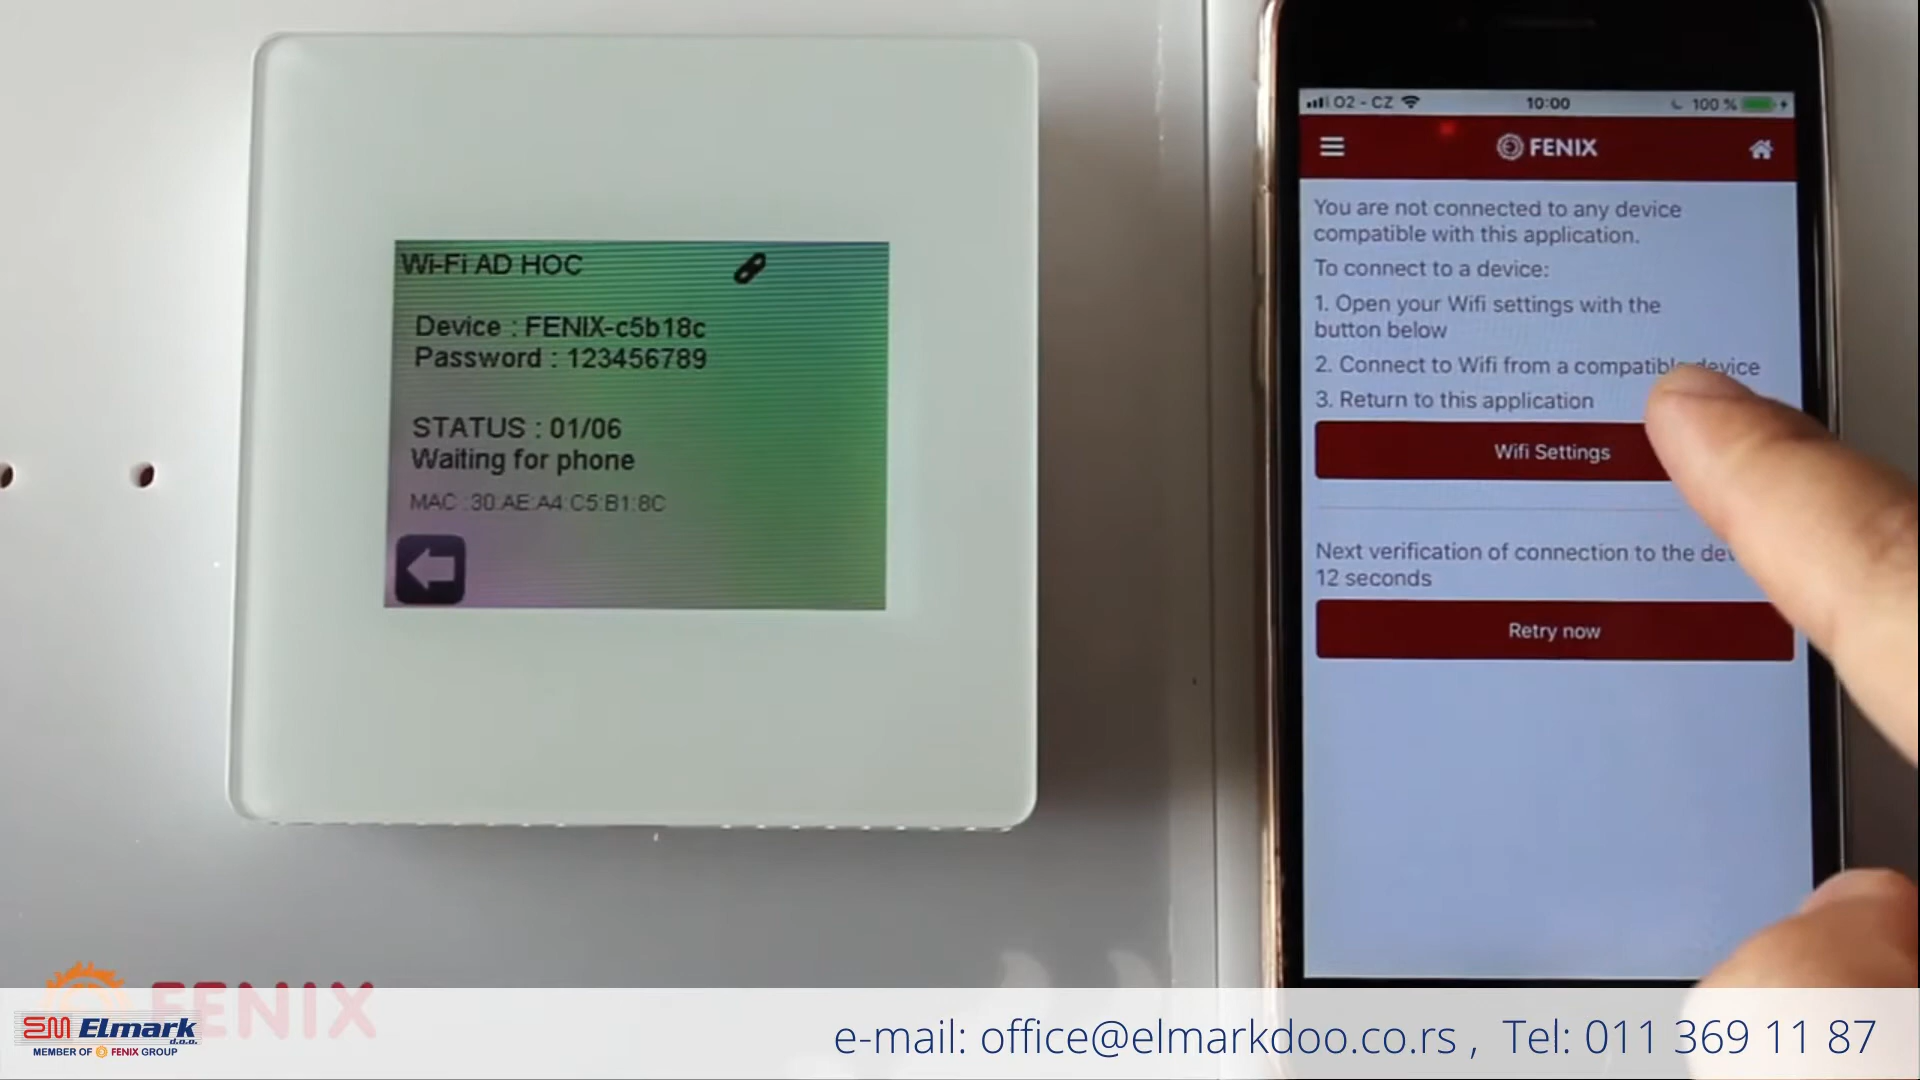 Wi-Fi AD HOC
Device : FENIX-c5b18c
Password : 123456789
STATUS : 01/06
Waiting for phone
MAC :30:AE:A4:C5:B1:8C
O2 - CZ 10:00 100 %
FENIX
You are not connected to any device
compatible with this application.
To connect to a device:
1. Open your Wifi settings with the
button below
2. Connect to Wifi from a compatible device
3. Return to this application
Wifi Settings
Next verification of connection to the
12 seconds
Retry now
FENIX
Elmark
d.o.o.
MEMBER OF FENIX GROUP
e-mail: office@elmarkdoo.co.rs , Tel: 011 369 11 87